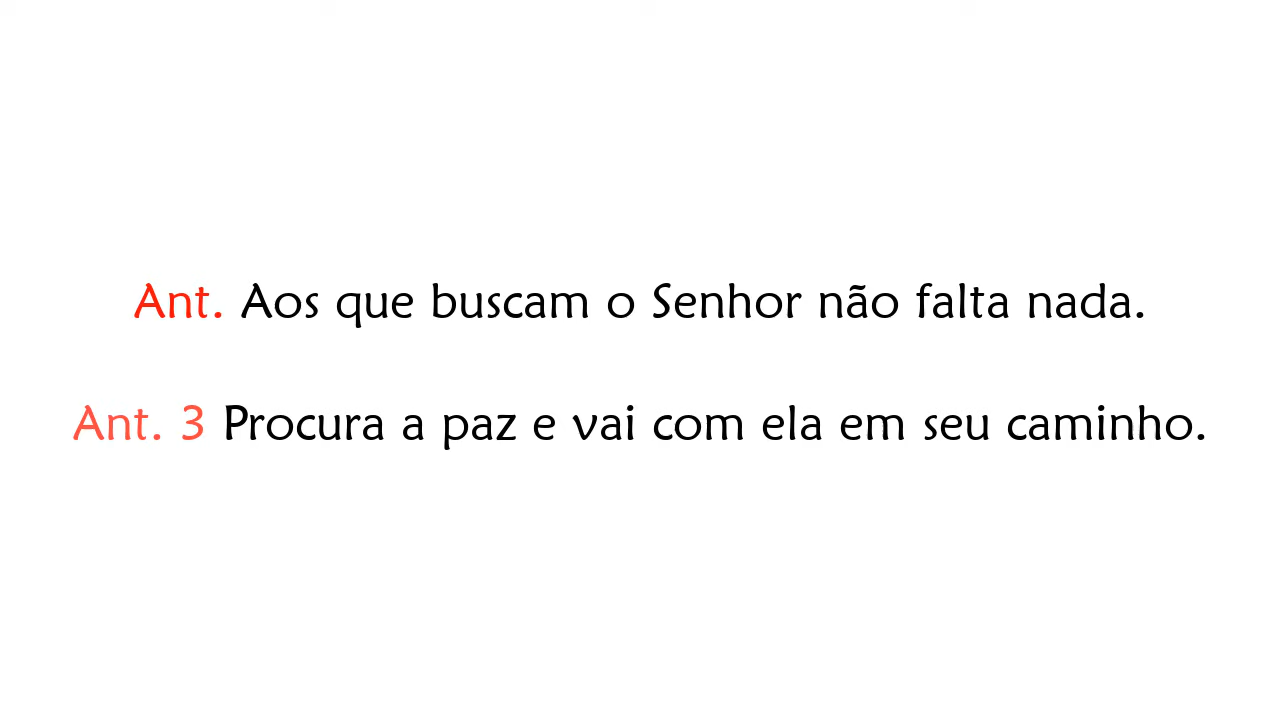 Ant. Aos que buscam o Senhor não falta nada.
Ant. 3 Procura a paz e vai com ela em seu caminho.